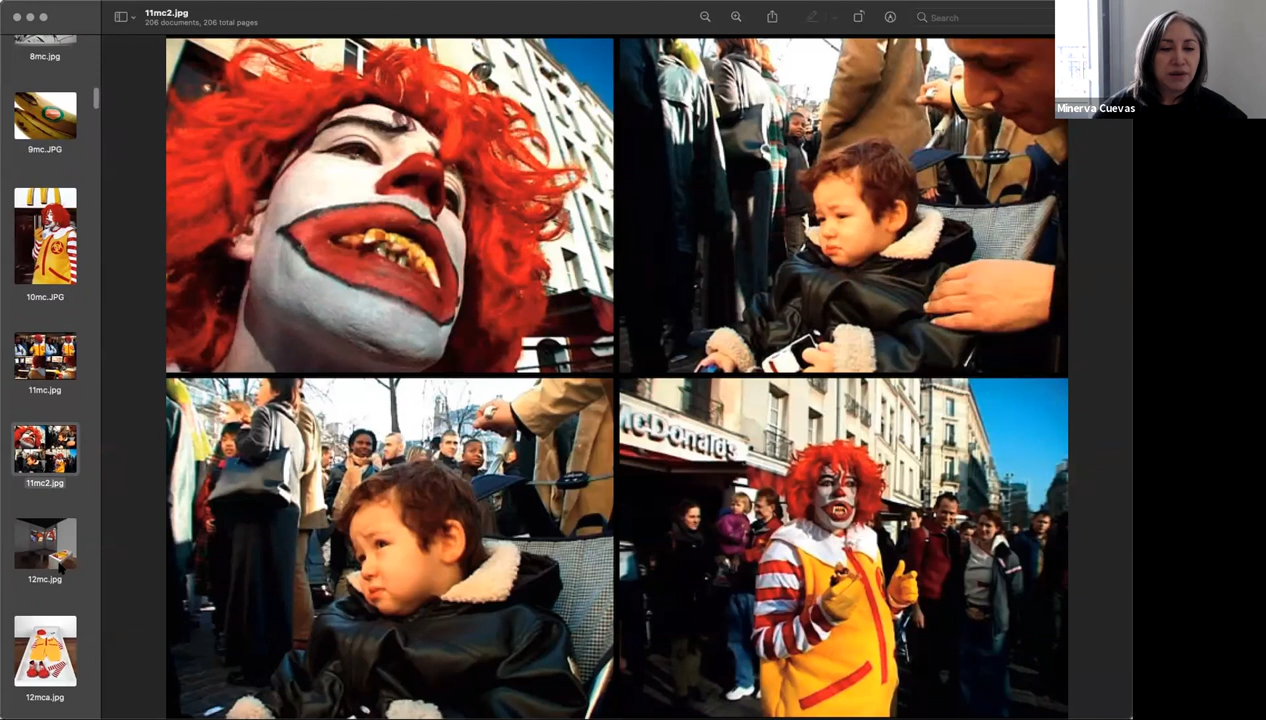 11mc2.jpg
206 documents, 206 total pages
Search
8mc.jpg
9mc.JPG
10mc.JPG
11mc.jpg
11mc2.jpg
12mc.jpg
12mca.jpg
McDonald's
Minerva Cuevas